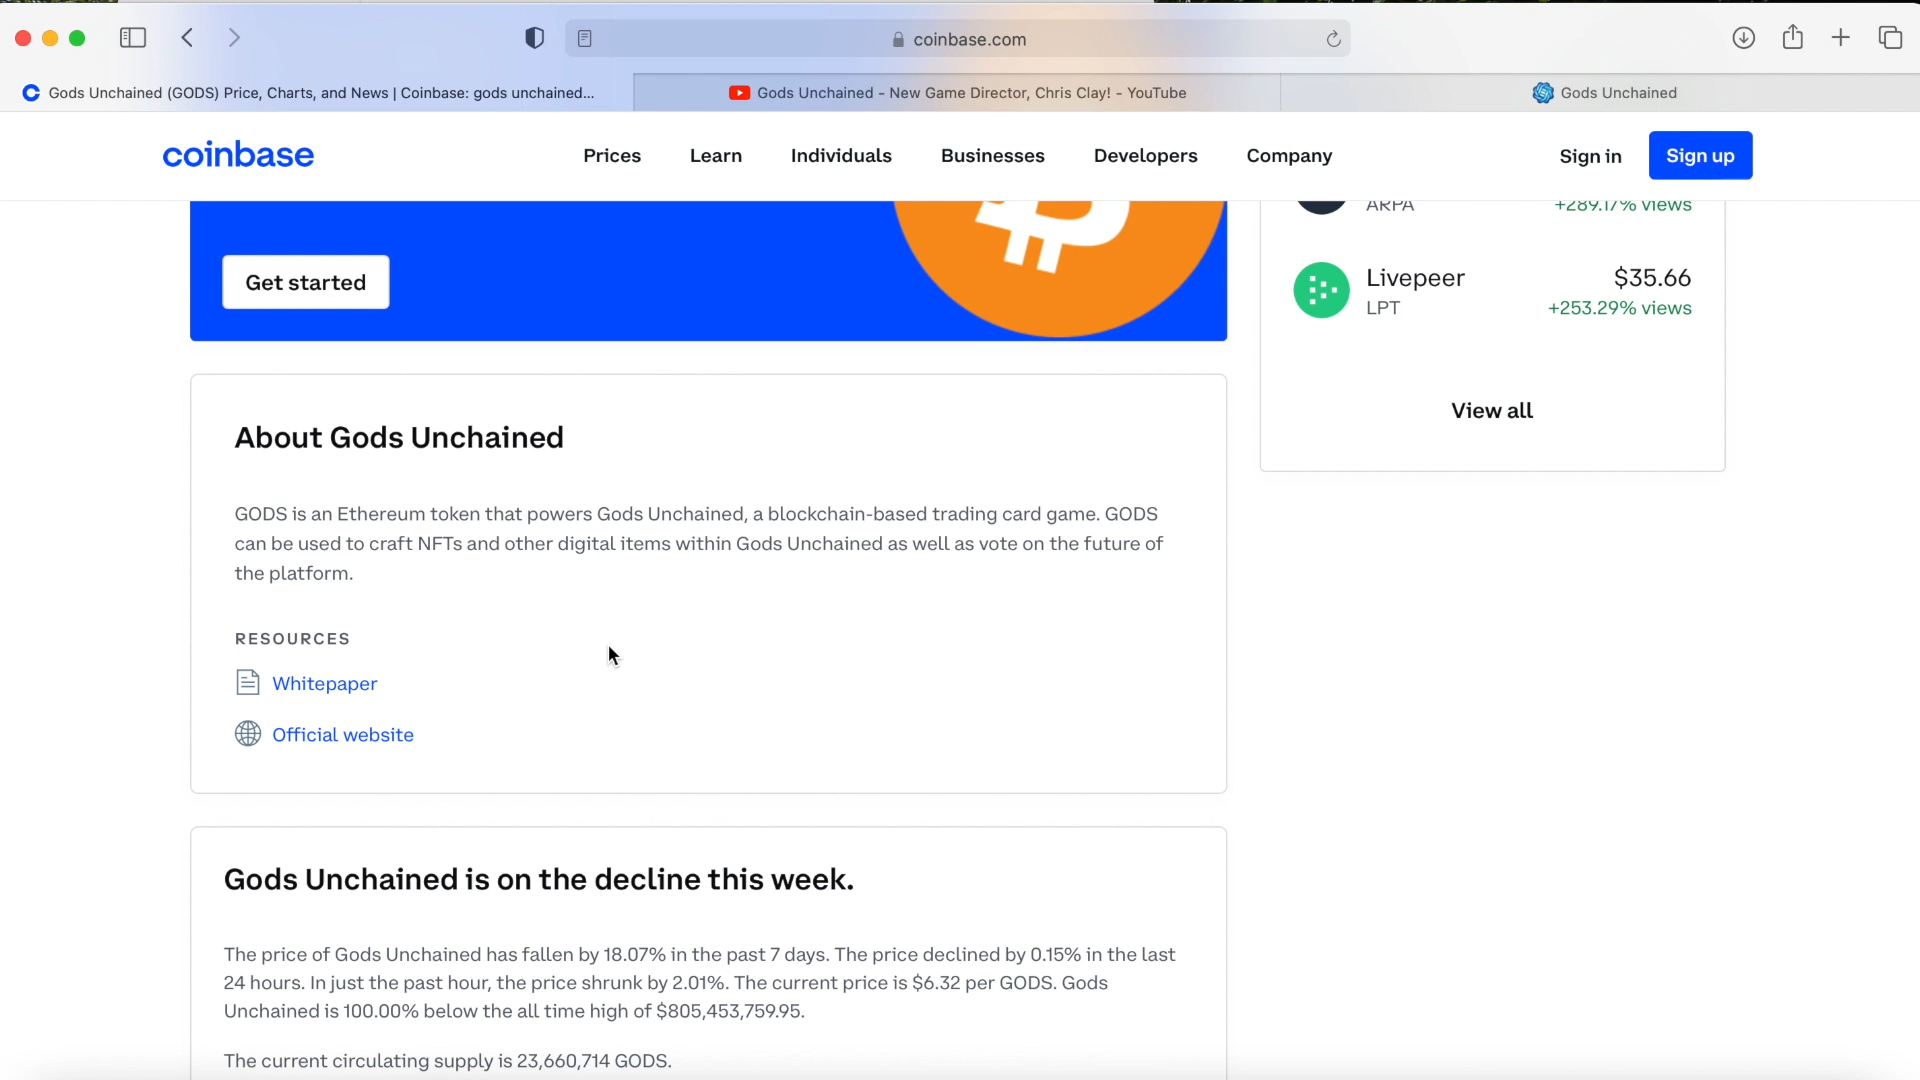 coinbase.com
Gods Unchained (GODS) Price, Charts, and News | Coinbase: gods unchained...
Gods Unchained - New Game Director, Chris Clay! - YouTube
Gods Unchained
coinbase
Prices
Learn
Individuals
Businesses
Developers
Company
Sign in
Sign up
Get started
ARPA
+289.17% views
Livepeer
$35.66
LPT
+253.29% views
View all
About Gods Unchained
GODS is an Ethereum token that powers Gods Unchained, a blockchain-based trading card game. GODS
can be used to craft NFTs and other digital items within Gods Unchained as well as vote on the future of
the platform.
RESOURCES
Whitepaper
Official website
Gods Unchained is on the decline this week.
The price of Gods Unchained has fallen by 18.07% in the past 7 days. The price declined by 0.15% in the last
24 hours. In just the past hour, the price shrunk by 2.01%. The current price is $6.32 per GODS. Gods
Unchained is 100.00% below the all time high of $805,453,759.95.
The current circulating supply is 23,660,714 GODS.